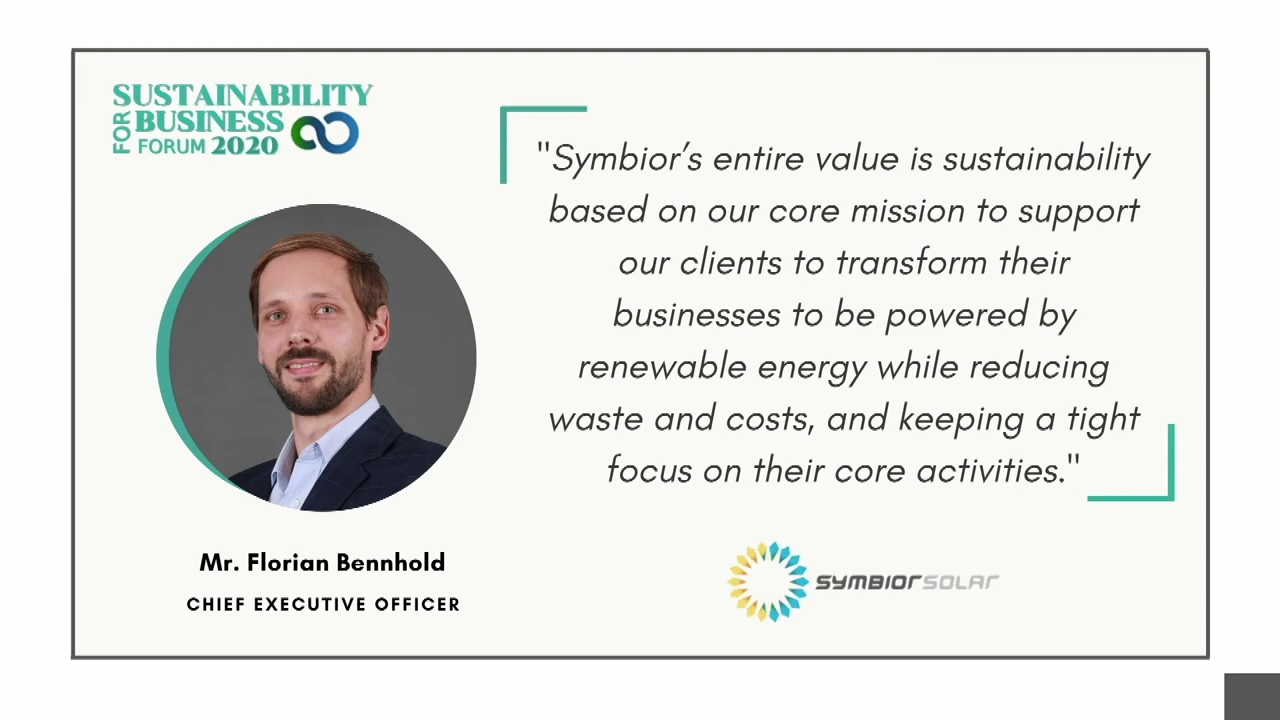 SUSTAINABILITY
FOR BUSINESS
FORUM 2020
"Symbior’s entire value is sustainability
based on our core mission to support
our clients to transform their
businesses to be powered by
renewable energy while reducing
waste and costs, and keeping a tight
focus on their core activities."
Mr. Florian Bennhold
CHIEF EXECUTIVE OFFICER
SYMBIOR SOLAR